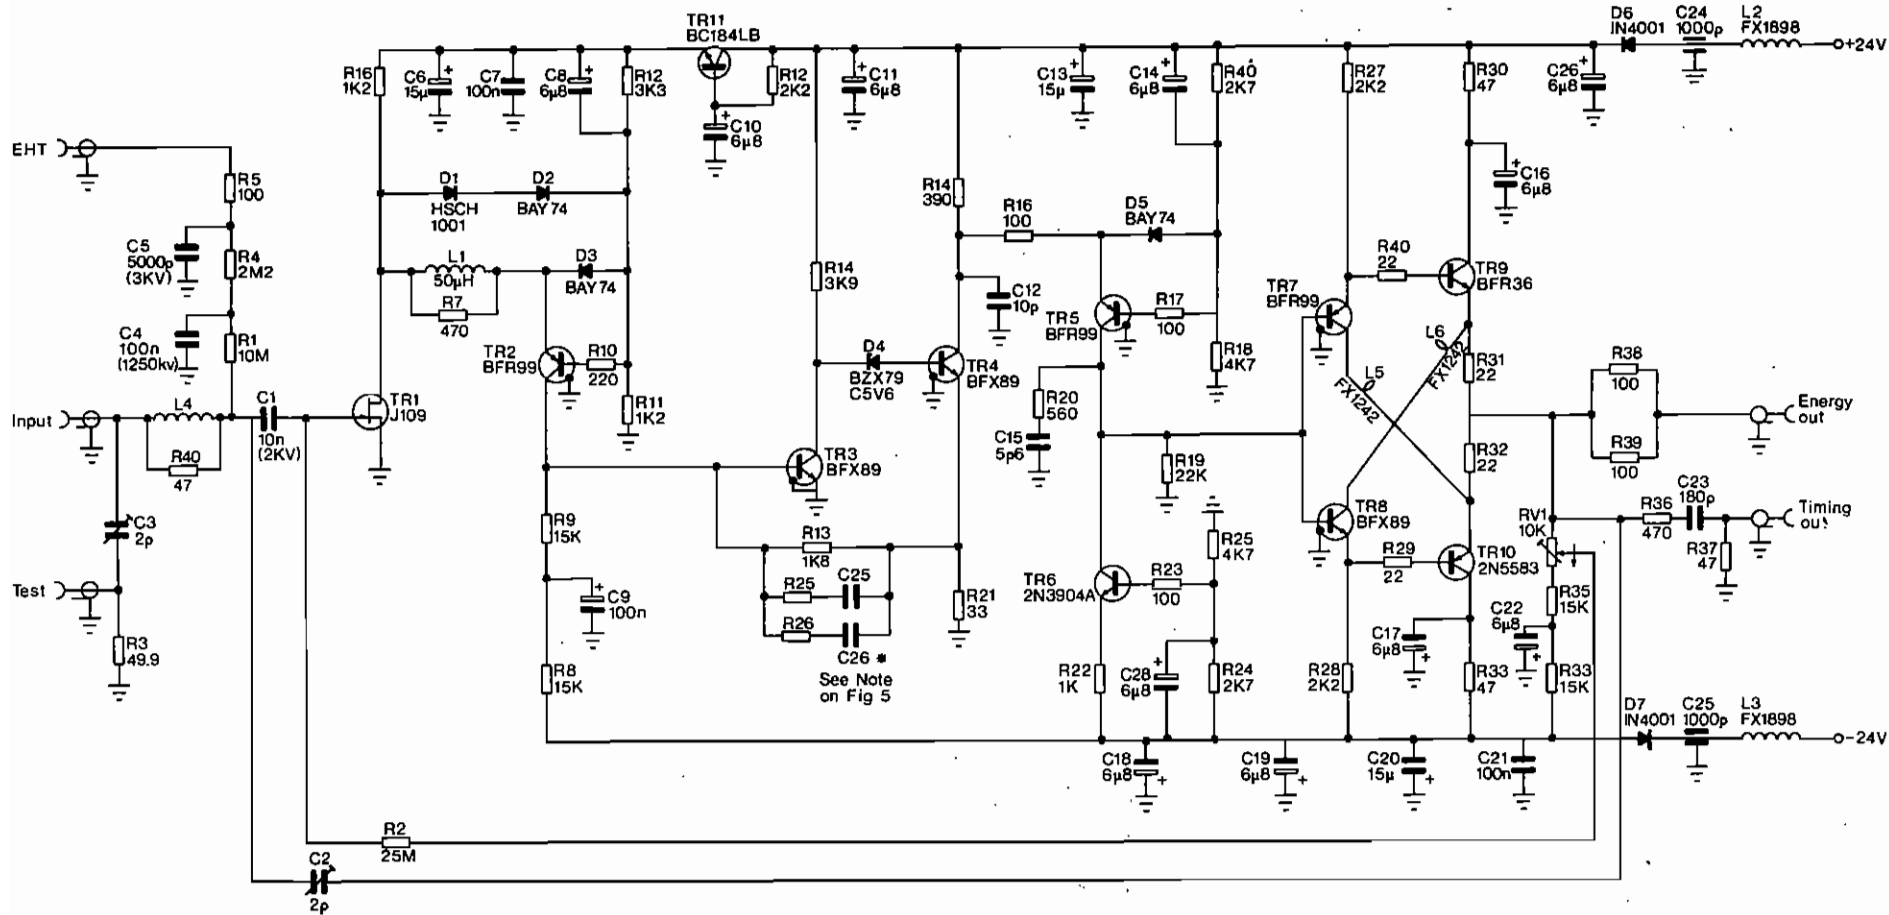 TR11
BC184LB
D6
IN4001
C24
1000p
L2
FX1898
+24V
R16
1K2
C6
15µ
C7
100n
C8
6µ8
R12
3K3
R12
2K2
C10
6µ8
C11
6µ8
C13
15µ
C14
6µ8
R40
2K7
R27
2K2
R30
47
C26
6µ8
EHT
R5
100
C5
5000p
(3KV)
R4
2M2
C4
100n
(1250kv)
R1
10M
D1
HSCH
1001
D2
BAY74
L1
50µH
D3
BAY74
R7
470
TR2
BFR99
R10
220
R11
1K2
R14
390
R16
100
D5
BAY74
R14
3K9
C12
10p
TR5
BFR99
R17
100
R18
4K7
C16
6µ8
R40
22
TR9
BFR36
TR7
BFR99
L6
FX1242
L5
FX1242
R31
22
R38
100
Energy
out
R39
100
D4
BZX79
C5V6
TR4
BFX89
R20
560
C15
5p6
R19
22K
Input
L4
C1
10n
(2KV)
TR1
J109
R40
47
TR3
BFX89
R32
22
TR8
BFX89
C3
2p
R9
15K
R13
1K8
R25
C25
R26
C26 *
See Note
on Fig 5
R21
33
R25
4K7
TR6
2N3904A
R23
100
R29
22
TR10
2N5583
RV1
10K
R36
470
C23
180p
Timing
out
R37
47
Test
R3
49.9
C9
100n
R8
15K
R22
1K
C28
6µ8
R24
2K7
R28
2K2
C17
6µ8
R33
47
C22
6µ8
R35
15K
R33
15K
D7
IN4001
C25
1000p
L3
FX1898
-24V
C18
6µ8
C19
6µ8
C20
15µ
C21
100n
R2
25M
C2
2p